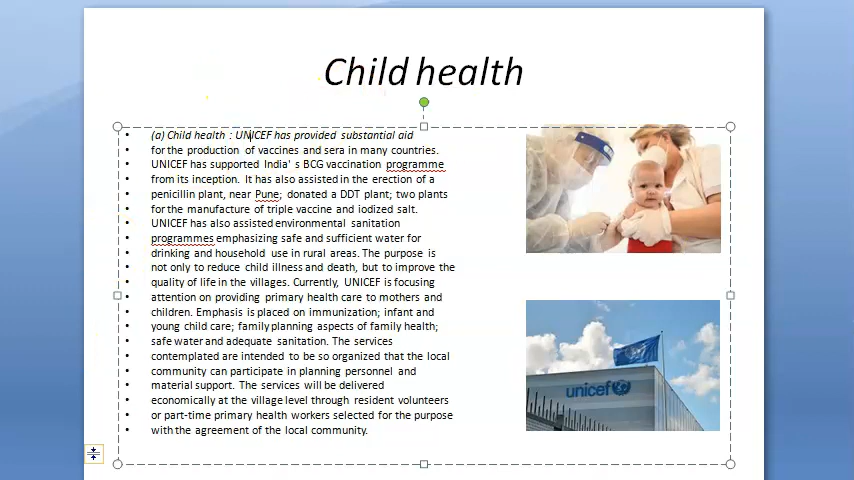 Child health
• (a) Child health : UNICEF has provided substantial aid
• for the production of vaccines and sera in many countries.
• UNICEF has supported India' s BCG vaccination programme
• from its inception. It has also assisted in the erection of a
• penicillin plant, near Pune; donated a DDT plant; two plants
• for the manufacture of triple vaccine and iodized salt.
• UNICEF has also assisted environmental sanitation
• programmes emphasizing safe and sufficient water for
• drinking and household use in rural areas. The purpose is
• not only to reduce child illness and death, but to improve the
• quality of life in the villages. Currently, UNICEF is focusing
• attention on providing primary health care to mothers and
• children. Emphasis is placed on immunization; infant and
• young child care; family planning aspects of family health;
• safe water and adequate sanitation. The services
• contemplated are intended to be so organized that the local
• community can participate in planning personnel and
• material support. The services will be delivered
• economically at the village level through resident volunteers
• or part-time primary health workers selected for the purpose
• with the agreement of the local community.
unicef